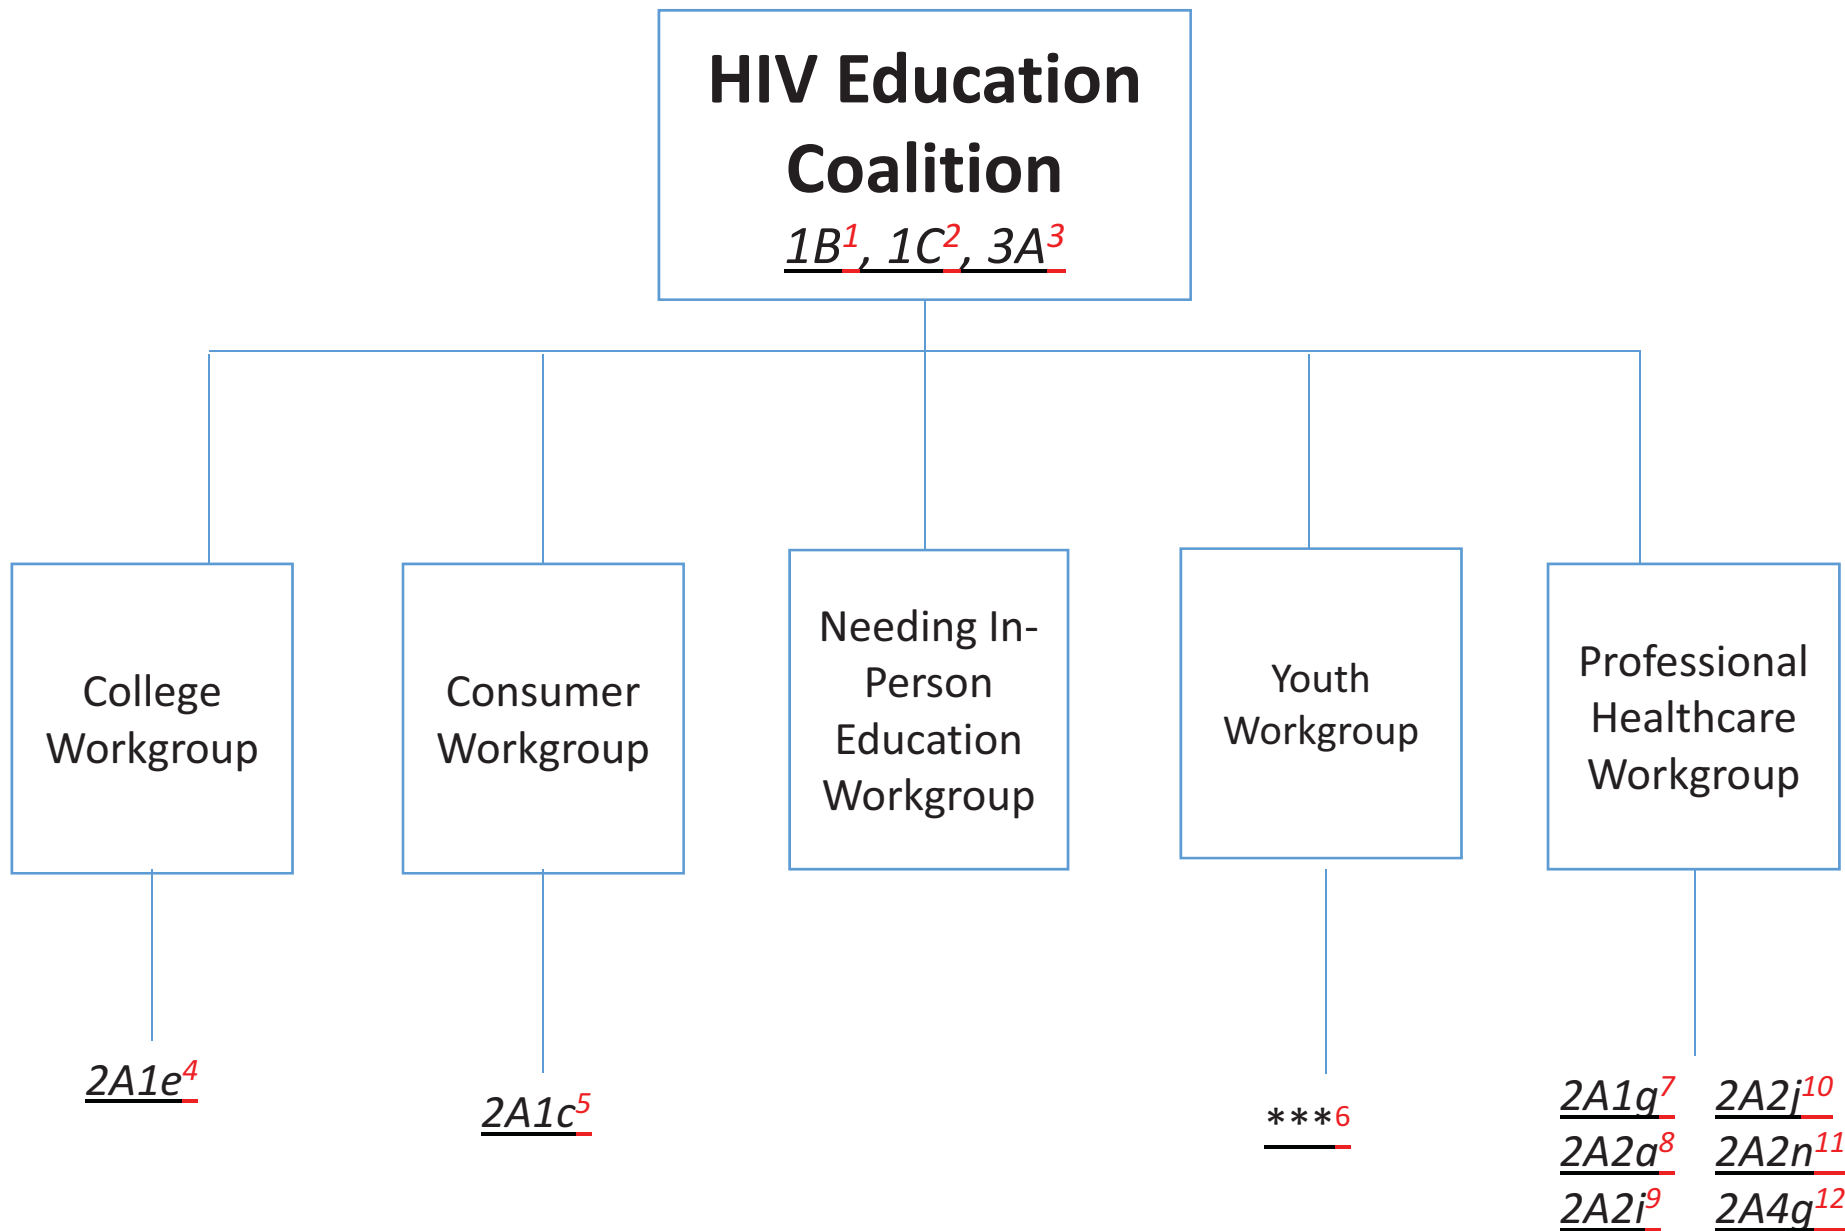 HIV Education
Coalition
1B1, 1C2, 3A3
College
Workgroup
Consumer
Workgroup
Needing In-
Person
Education
Workgroup
Youth
Workgroup
Professional
Healthcare
Workgroup
2A1e4
2A1c5
***6
2A1g7 2A2j10
2A2a8 2A2n11
2A2i9 2A4g12